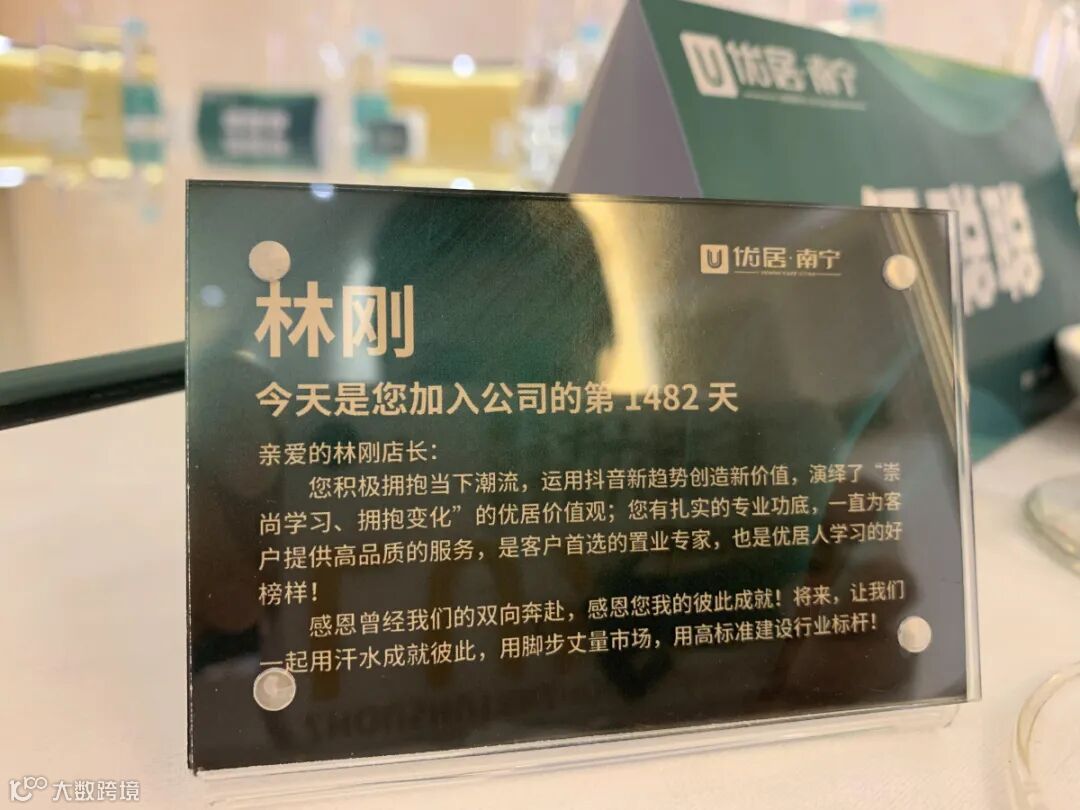 优居·南宁
优居·南宁
林刚
今天是您加入公司的第 1482 天
亲爱的林刚店长：
您积极拥抱当下潮流，运用抖音新趋势创造新价值，演绎了“崇
尚学习、拥抱变化”的优居价值观；您有扎实的专业功底，一直为客
户提供高品质的服务，是客户首选的置业专家，也是优居人学习的好
榜样！
感恩曾经我们的双向奔赴，感恩您我的彼此成就！将来，让我们
一起用汗水成就彼此，用脚步丈量市场，用高标准建设行业标杆！
大数跨境